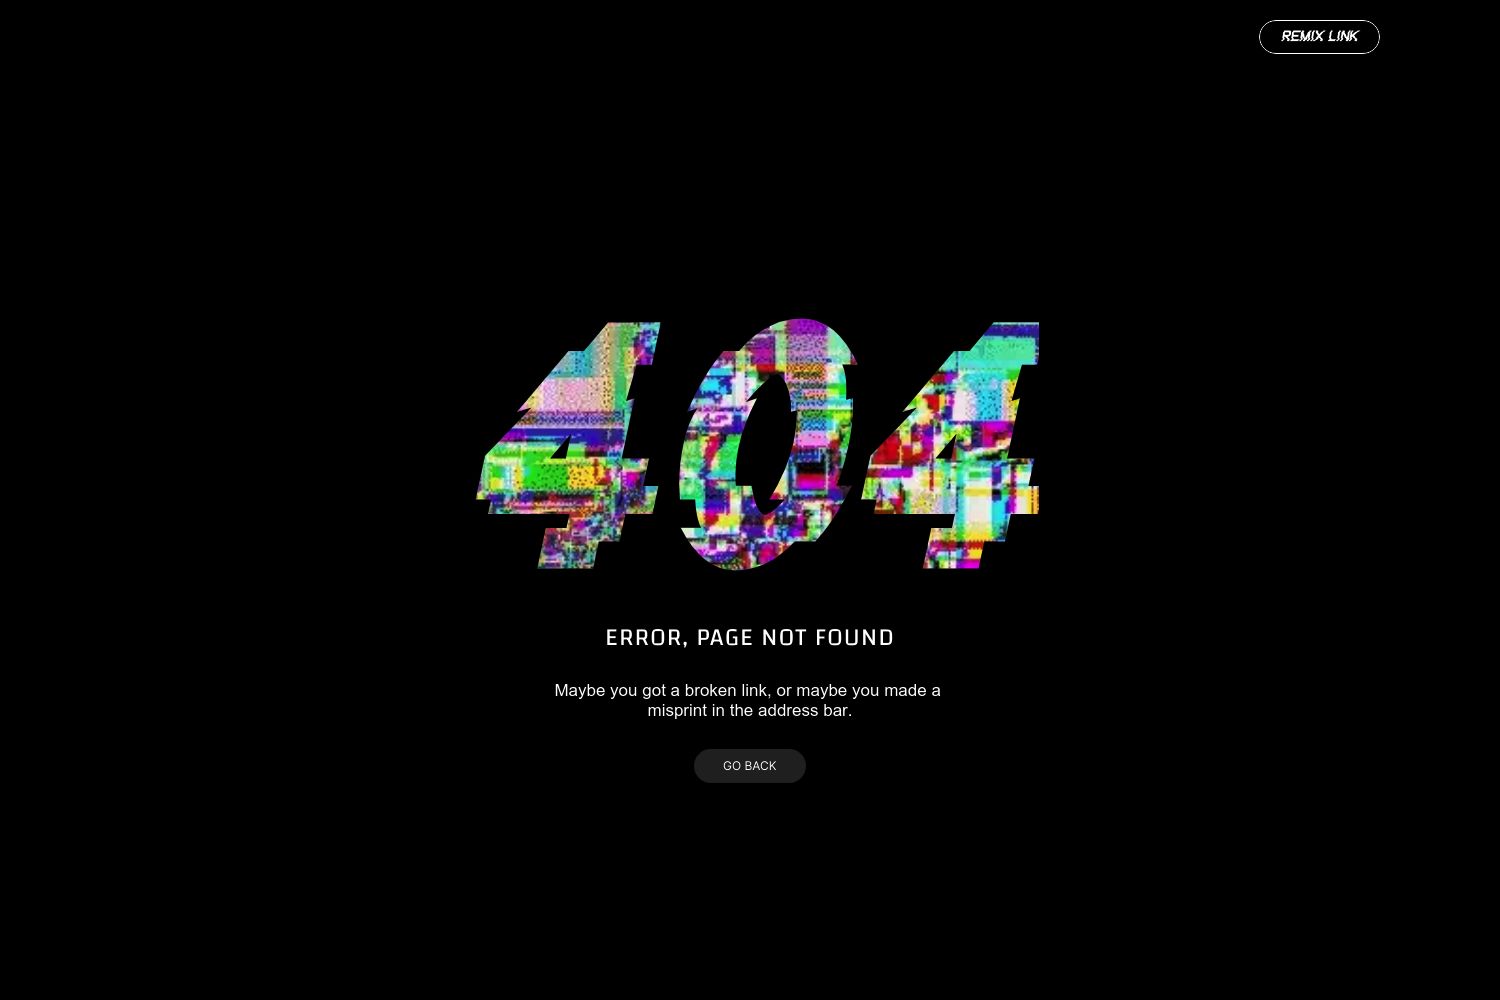 REMIX LINK
404
ERROR, PAGE NOT FOUND
Maybe you got a broken link, or maybe you made a
misprint in the address bar.
GO BACK